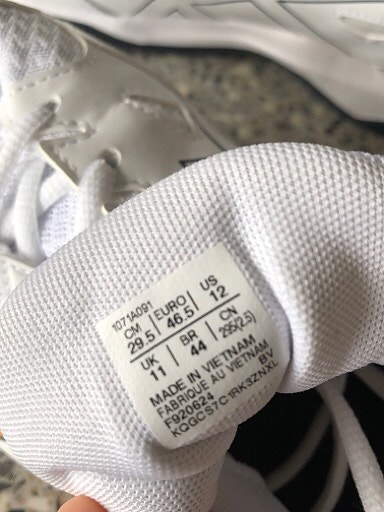 1071A091
CM | EURO | US
29.5 | 46.5 | 12
UK | BR | CN
11 | 44 | 295(2.5)
MADE IN VIETNAM
FABRIQUE AU VIETNAM
F920624 BV
KQGCS7C1RK3ZNXL